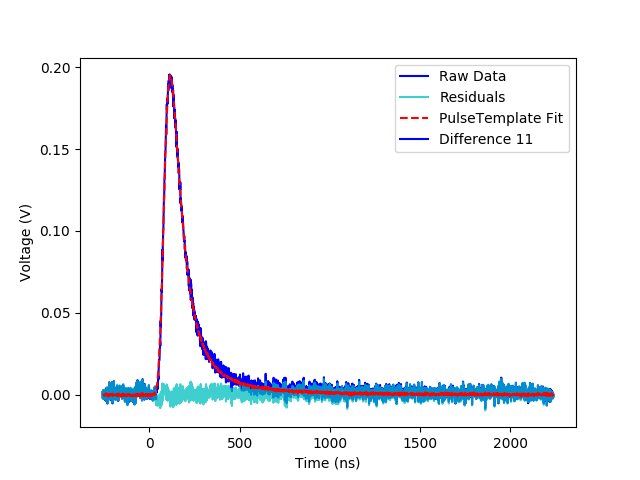 0.20
0.15
0.10
0.05
0.00
Voltage (V)
Raw Data
Residuals
PulseTemplate Fit
Difference 11
0
500
1000
1500
2000
Time (ns)